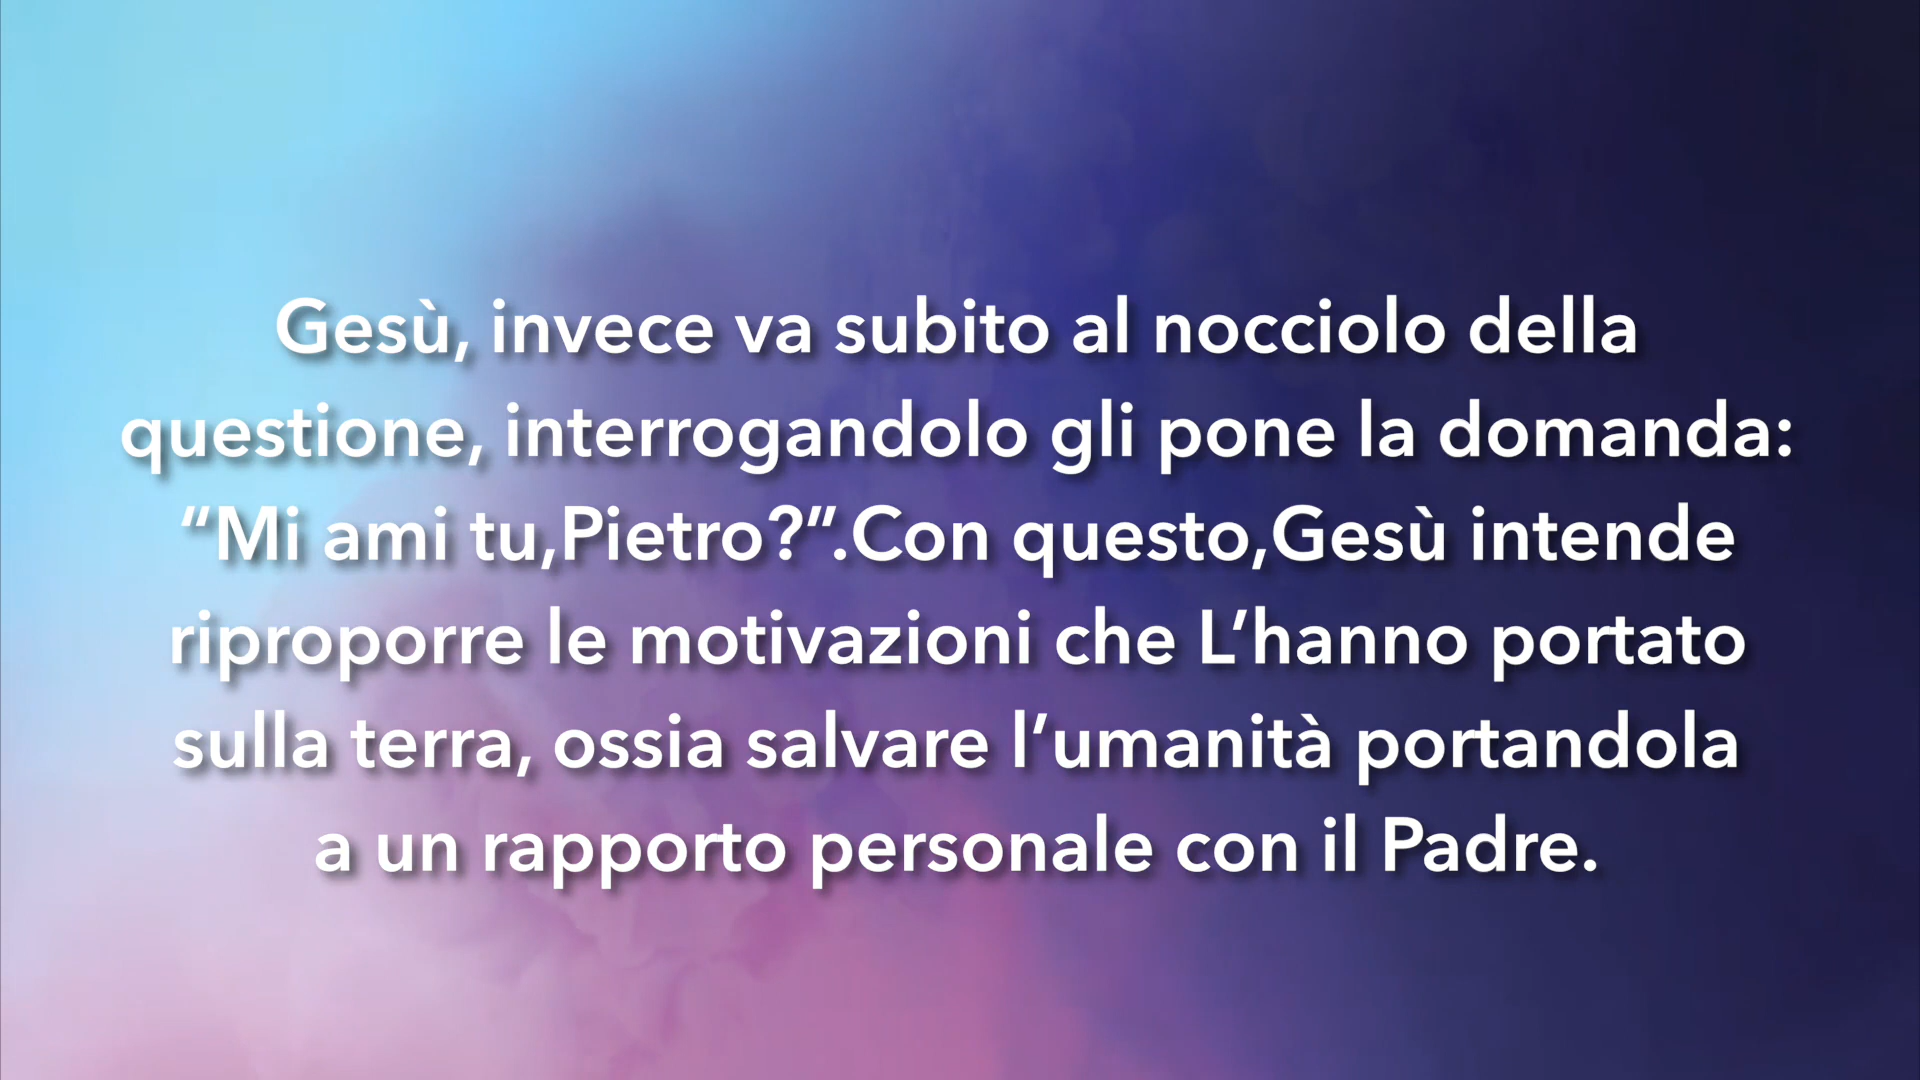 Gesù, invece va subito al nocciolo della
questione, interrogandolo gli pone la domanda:
“Mi ami tu,Pietro?”.Con questo,Gesù intende
riproporre le motivazioni che L’hanno portato
sulla terra, ossia salvare l’umanità portandola
a un rapporto personale con il Padre.